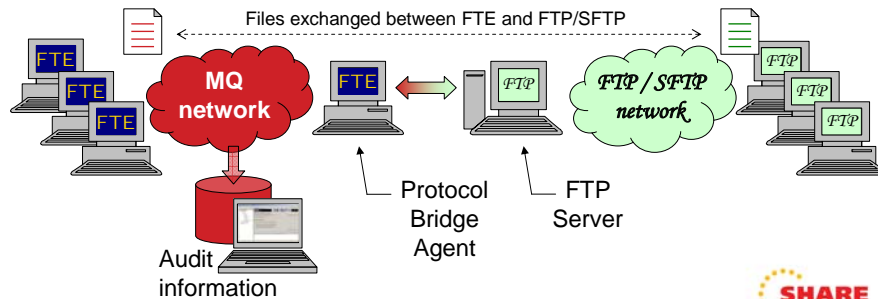 Files exchanged between FTE and FTP/SFTP
FTE
FTE
FTE
MQ
network
FTE
FTP
FTP / SFTP
network
FTP
FTP
FTP
Protocol
Bridge
Agent
FTP
Server
Audit
information
SHARE